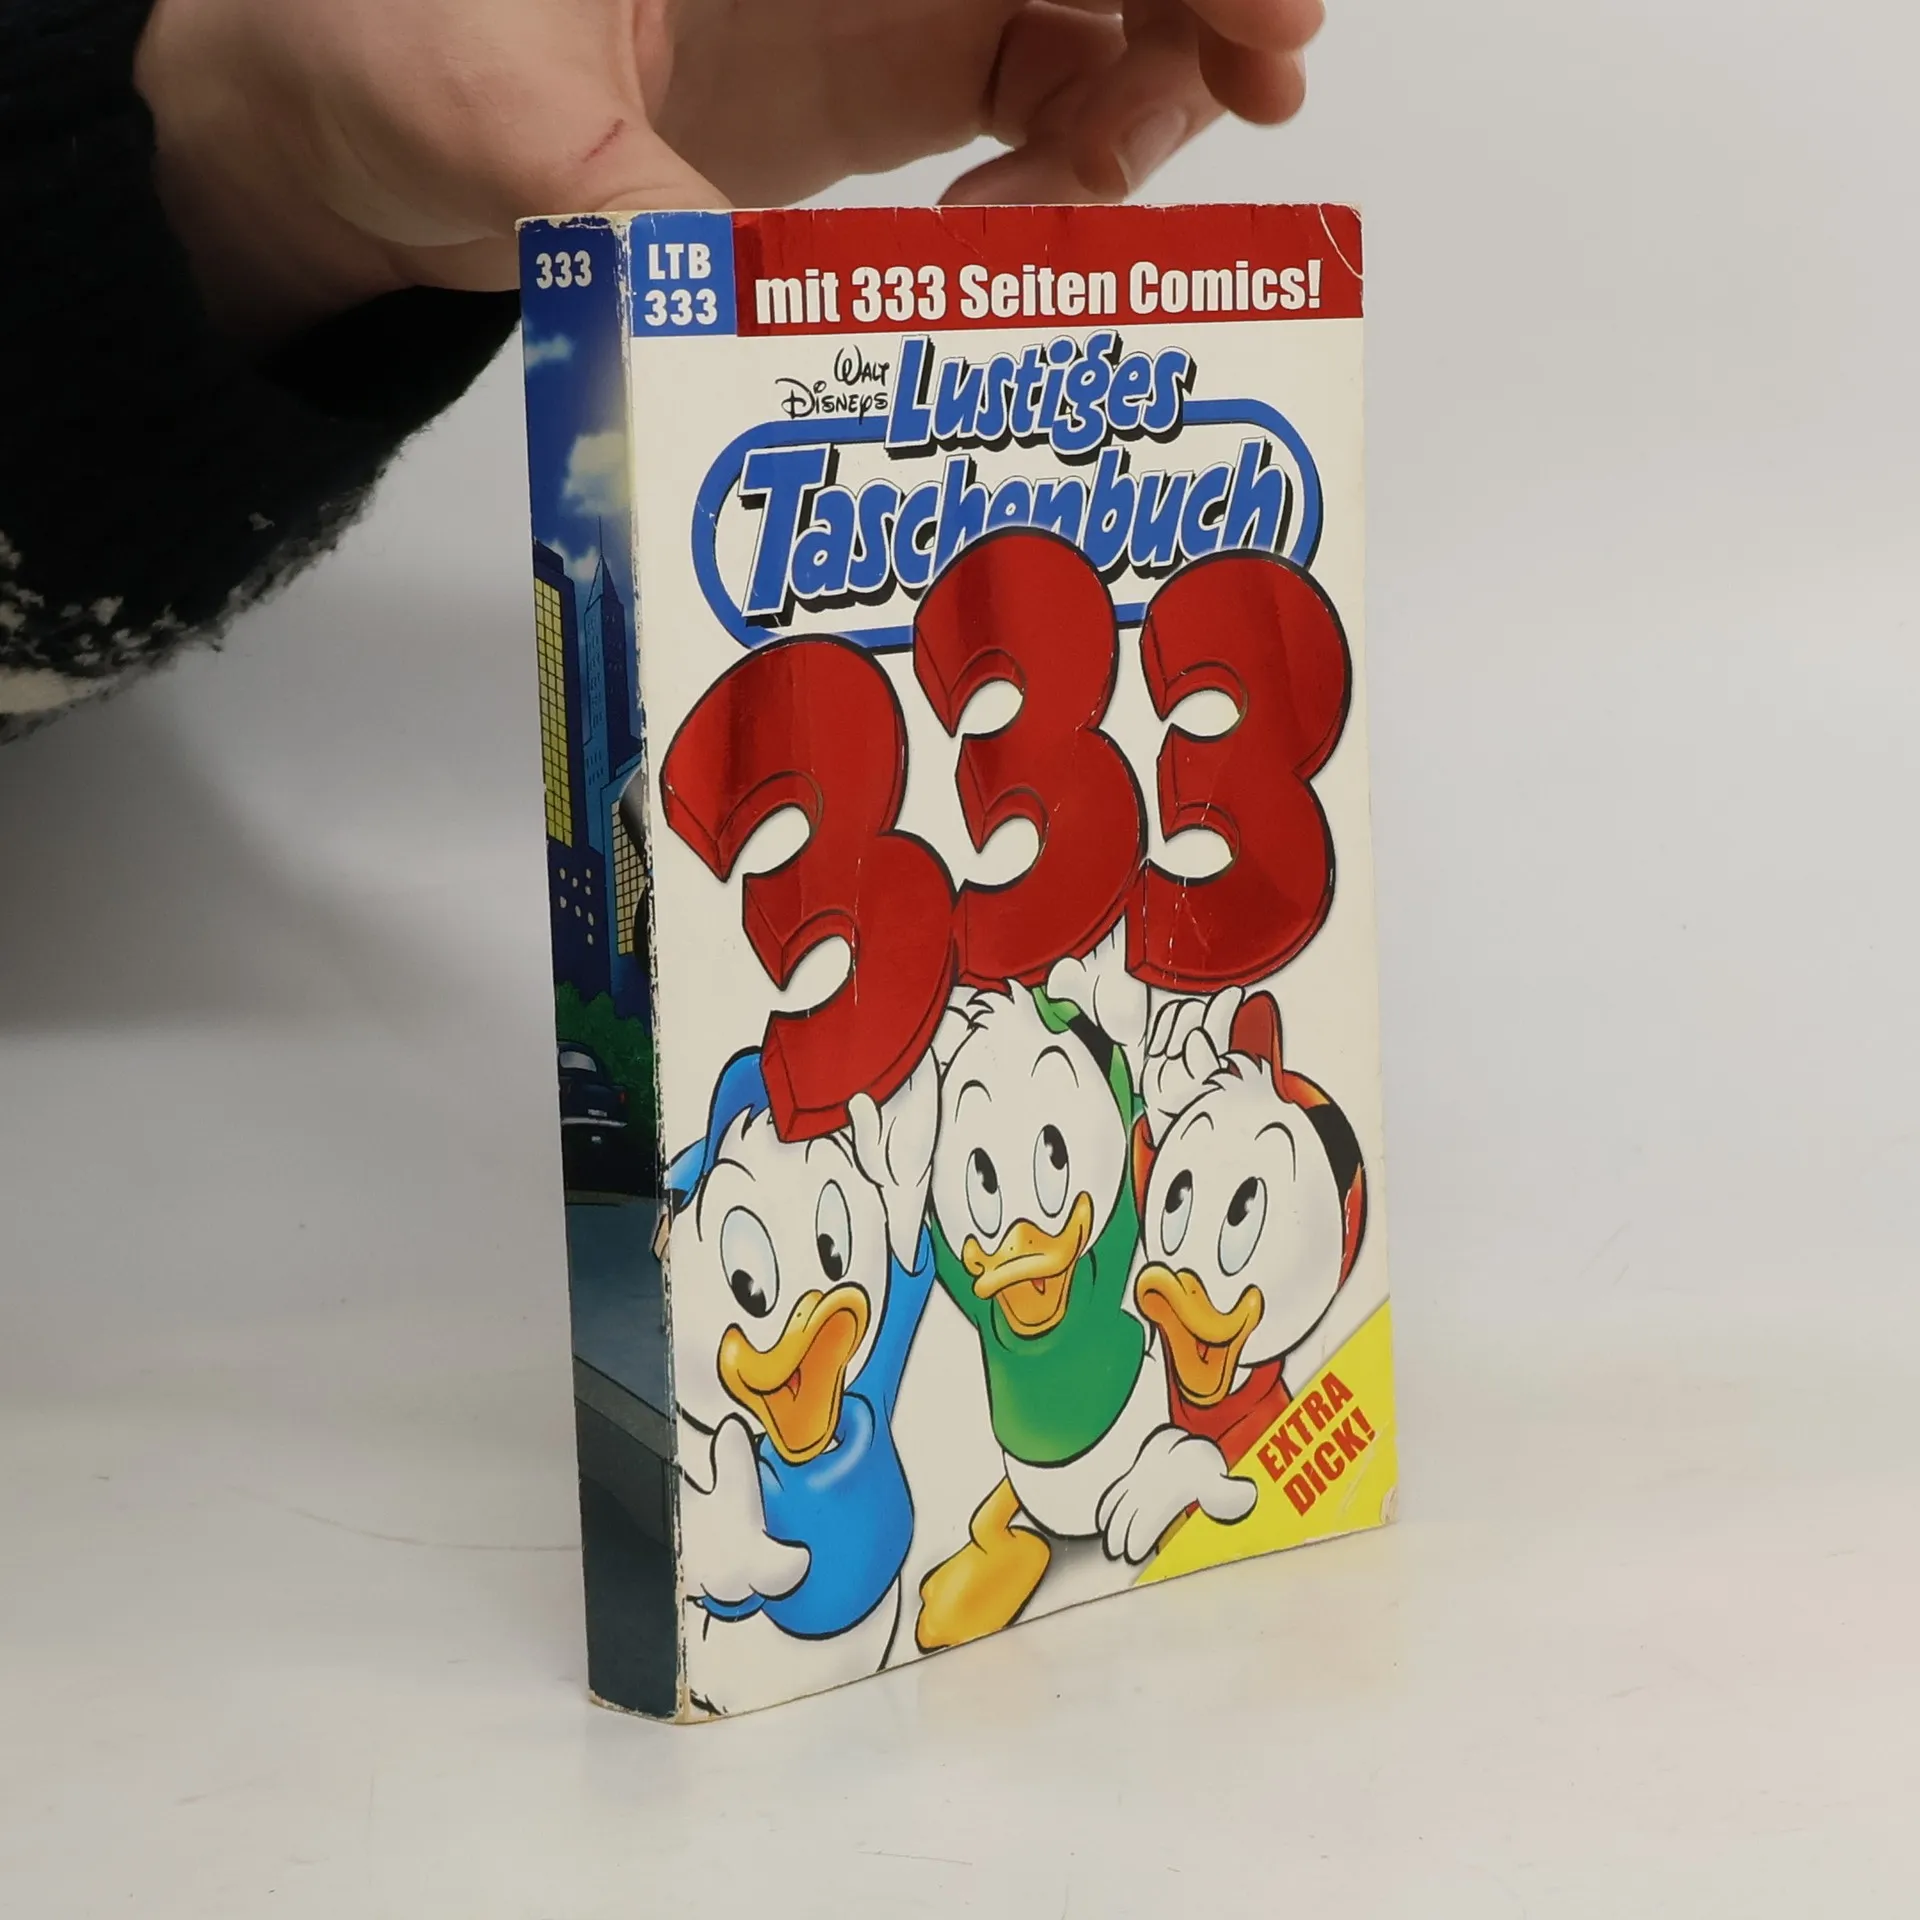 333
LTB
333
mit 333 Seiten Comics!
WALT
DISNEYS
Lustiges
Taschenbuch
333
EXTRA
DICK!